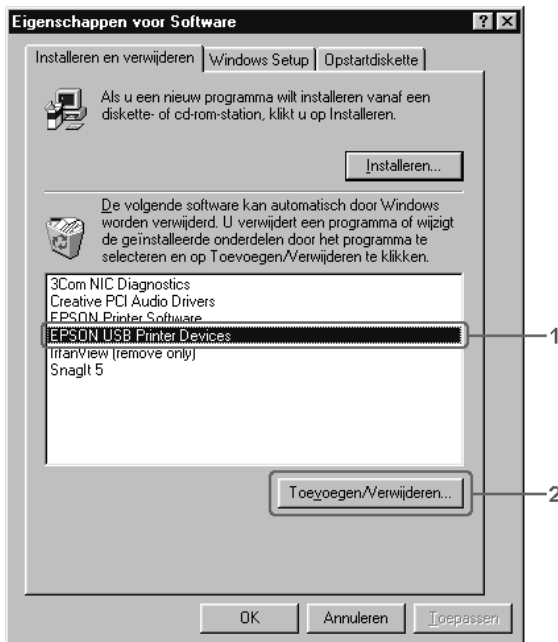 Eigenschappen voor Software
Installeren en verwijderen
Windows Setup
Opstartdiskette
Als u een nieuw programma wilt installeren vanaf een
diskette- of cd-rom-station, klikt u op Installeren.
Installeren...
De volgende software kan automatisch door Windows
worden verwijderd. U verwijdert een programma of wijzigt
de geïnstalleerde onderdelen door het programma te
selecteren en op Toevoegen/Verwijderen te klikken.
3Com NIC Diagnostics
Creative PCI Audio Drivers
EPSON Printer Software
EPSON USB Printer Devices
1
IrfanView (remove only)
SnagIt 5
Toevoegen/Verwijderen...
2
OK
Annuleren
Toepassen